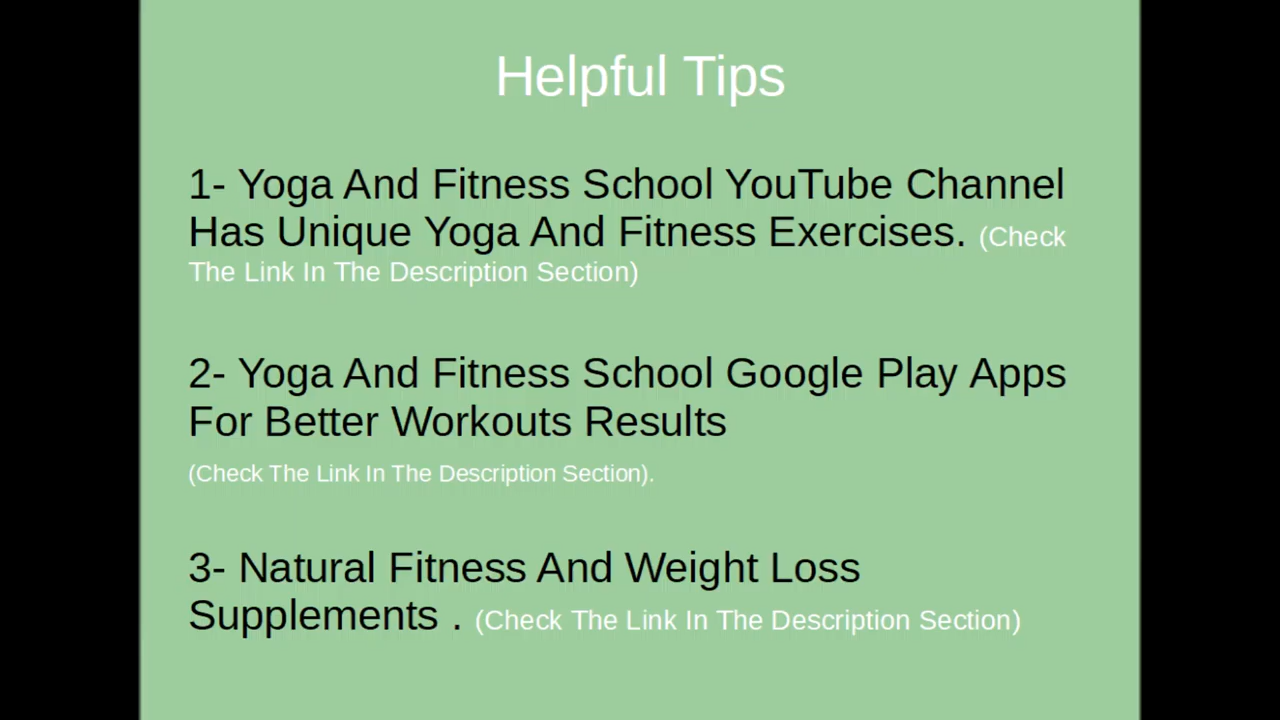 Helpful Tips
1- Yoga And Fitness School YouTube Channel
Has Unique Yoga And Fitness Exercises. (Check
The Link In The Description Section)
2- Yoga And Fitness School Google Play Apps
For Better Workouts Results
(Check The Link In The Description Section).
3- Natural Fitness And Weight Loss
Supplements . (Check The Link In The Description Section)